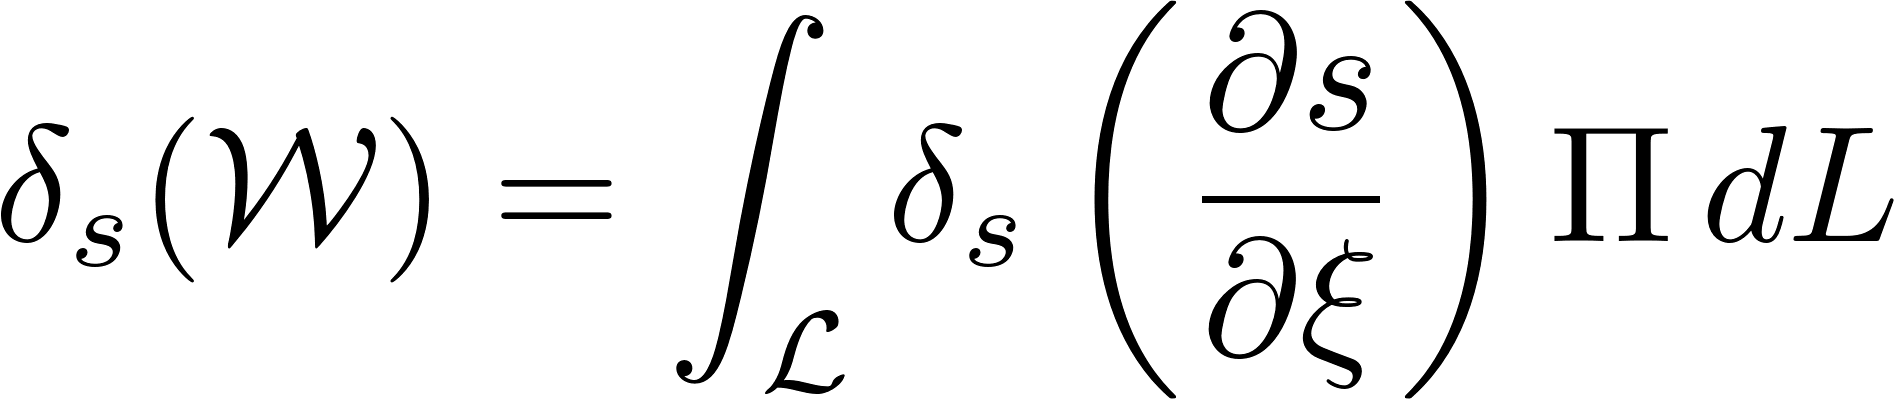 δ_𝒔(𝒲) = ∫_ℒ δ_𝒔 (∂s/∂ξ) Π dL